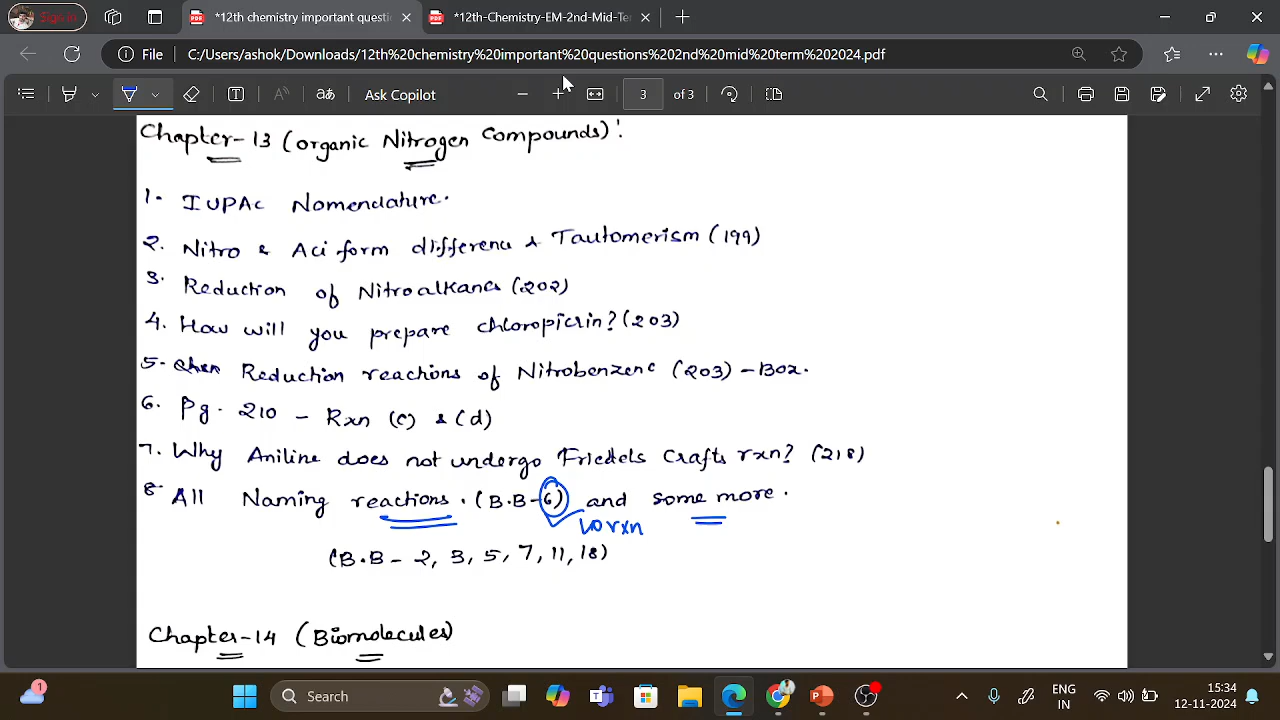 Sign in
*12th chemistry important questi
*12th Chemistry-EM-2nd-Mid-Te
File
C:/Users/ashok/Downloads/12th%20chemistry%20important%20questions%202nd%20mid%20term%202024.pdf
Ask Copilot
3 of 3
Chapter-13 (Organic Nitrogen Compounds):
1. IUPAC Nomenclature.
2. Nitro & Aci form difference & Tautomerism (199)
3. Reduction of Nitroalkanes (202)
4. How will you prepare chloropicrin? (203)
5. Reduction reactions of Nitrobenzene (203) - Box.
6. Pg. 210 - Rxn (c) & (d)
7. Why Aniline does not undergo Friedels Crafts rxn? (218)
8. All Naming reactions. (B.B-6) and some more.
10 rxn
(B.B- 2, 3, 5, 7, 11, 18)
Chapter-14 (Biomolecules)
1
Search
ENG
IN
15:34
12-11-2024